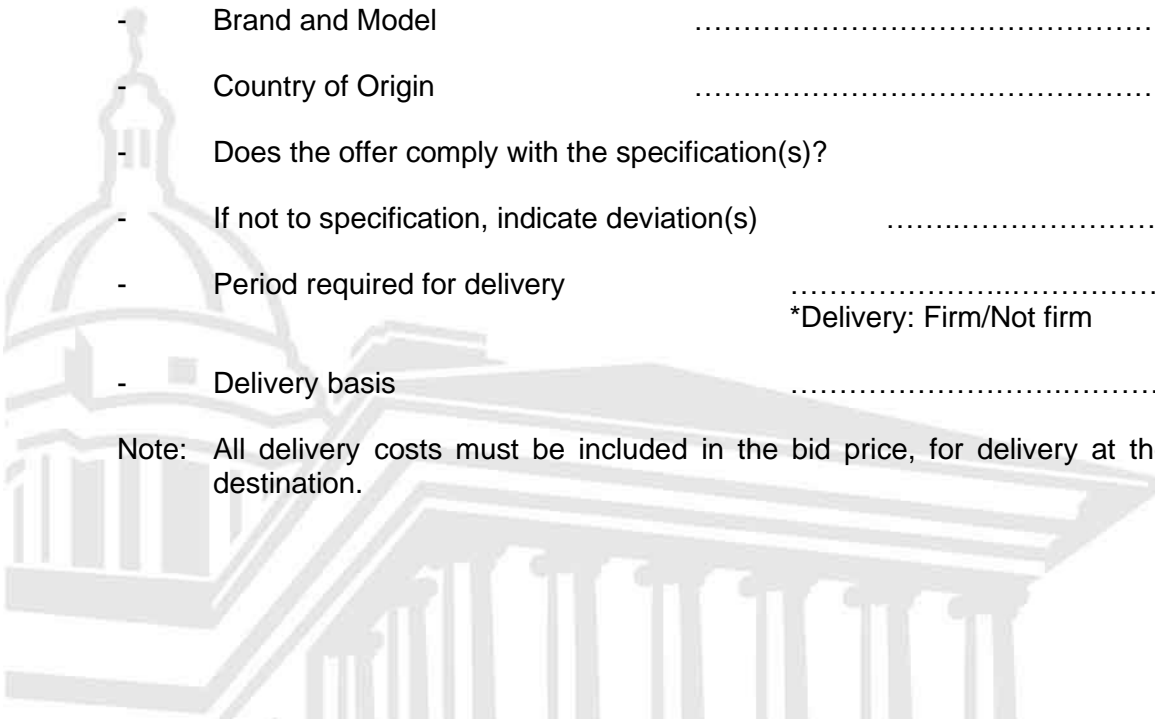 - Brand and Model ……………………………………….
- Country of Origin ……………………………………….
- Does the offer comply with the specification(s)?
- If not to specification, indicate deviation(s) ……..………………….
- Period required for delivery …………………..…………….
*Delivery: Firm/Not firm
- Delivery basis ……………………….……….
Note: All delivery costs must be included in the bid price, for delivery at th
destination.